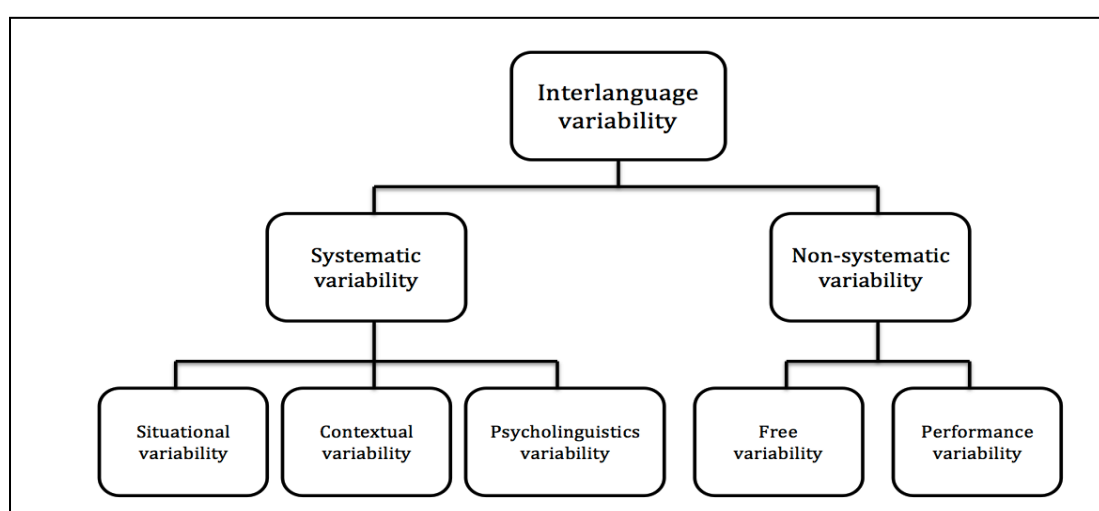 Interlanguage
variability
Systematic
variability
Non-systematic
variability
Situational
variability
Contextual
variability
Psycholinguistics
variability
Free
variability
Performance
variability